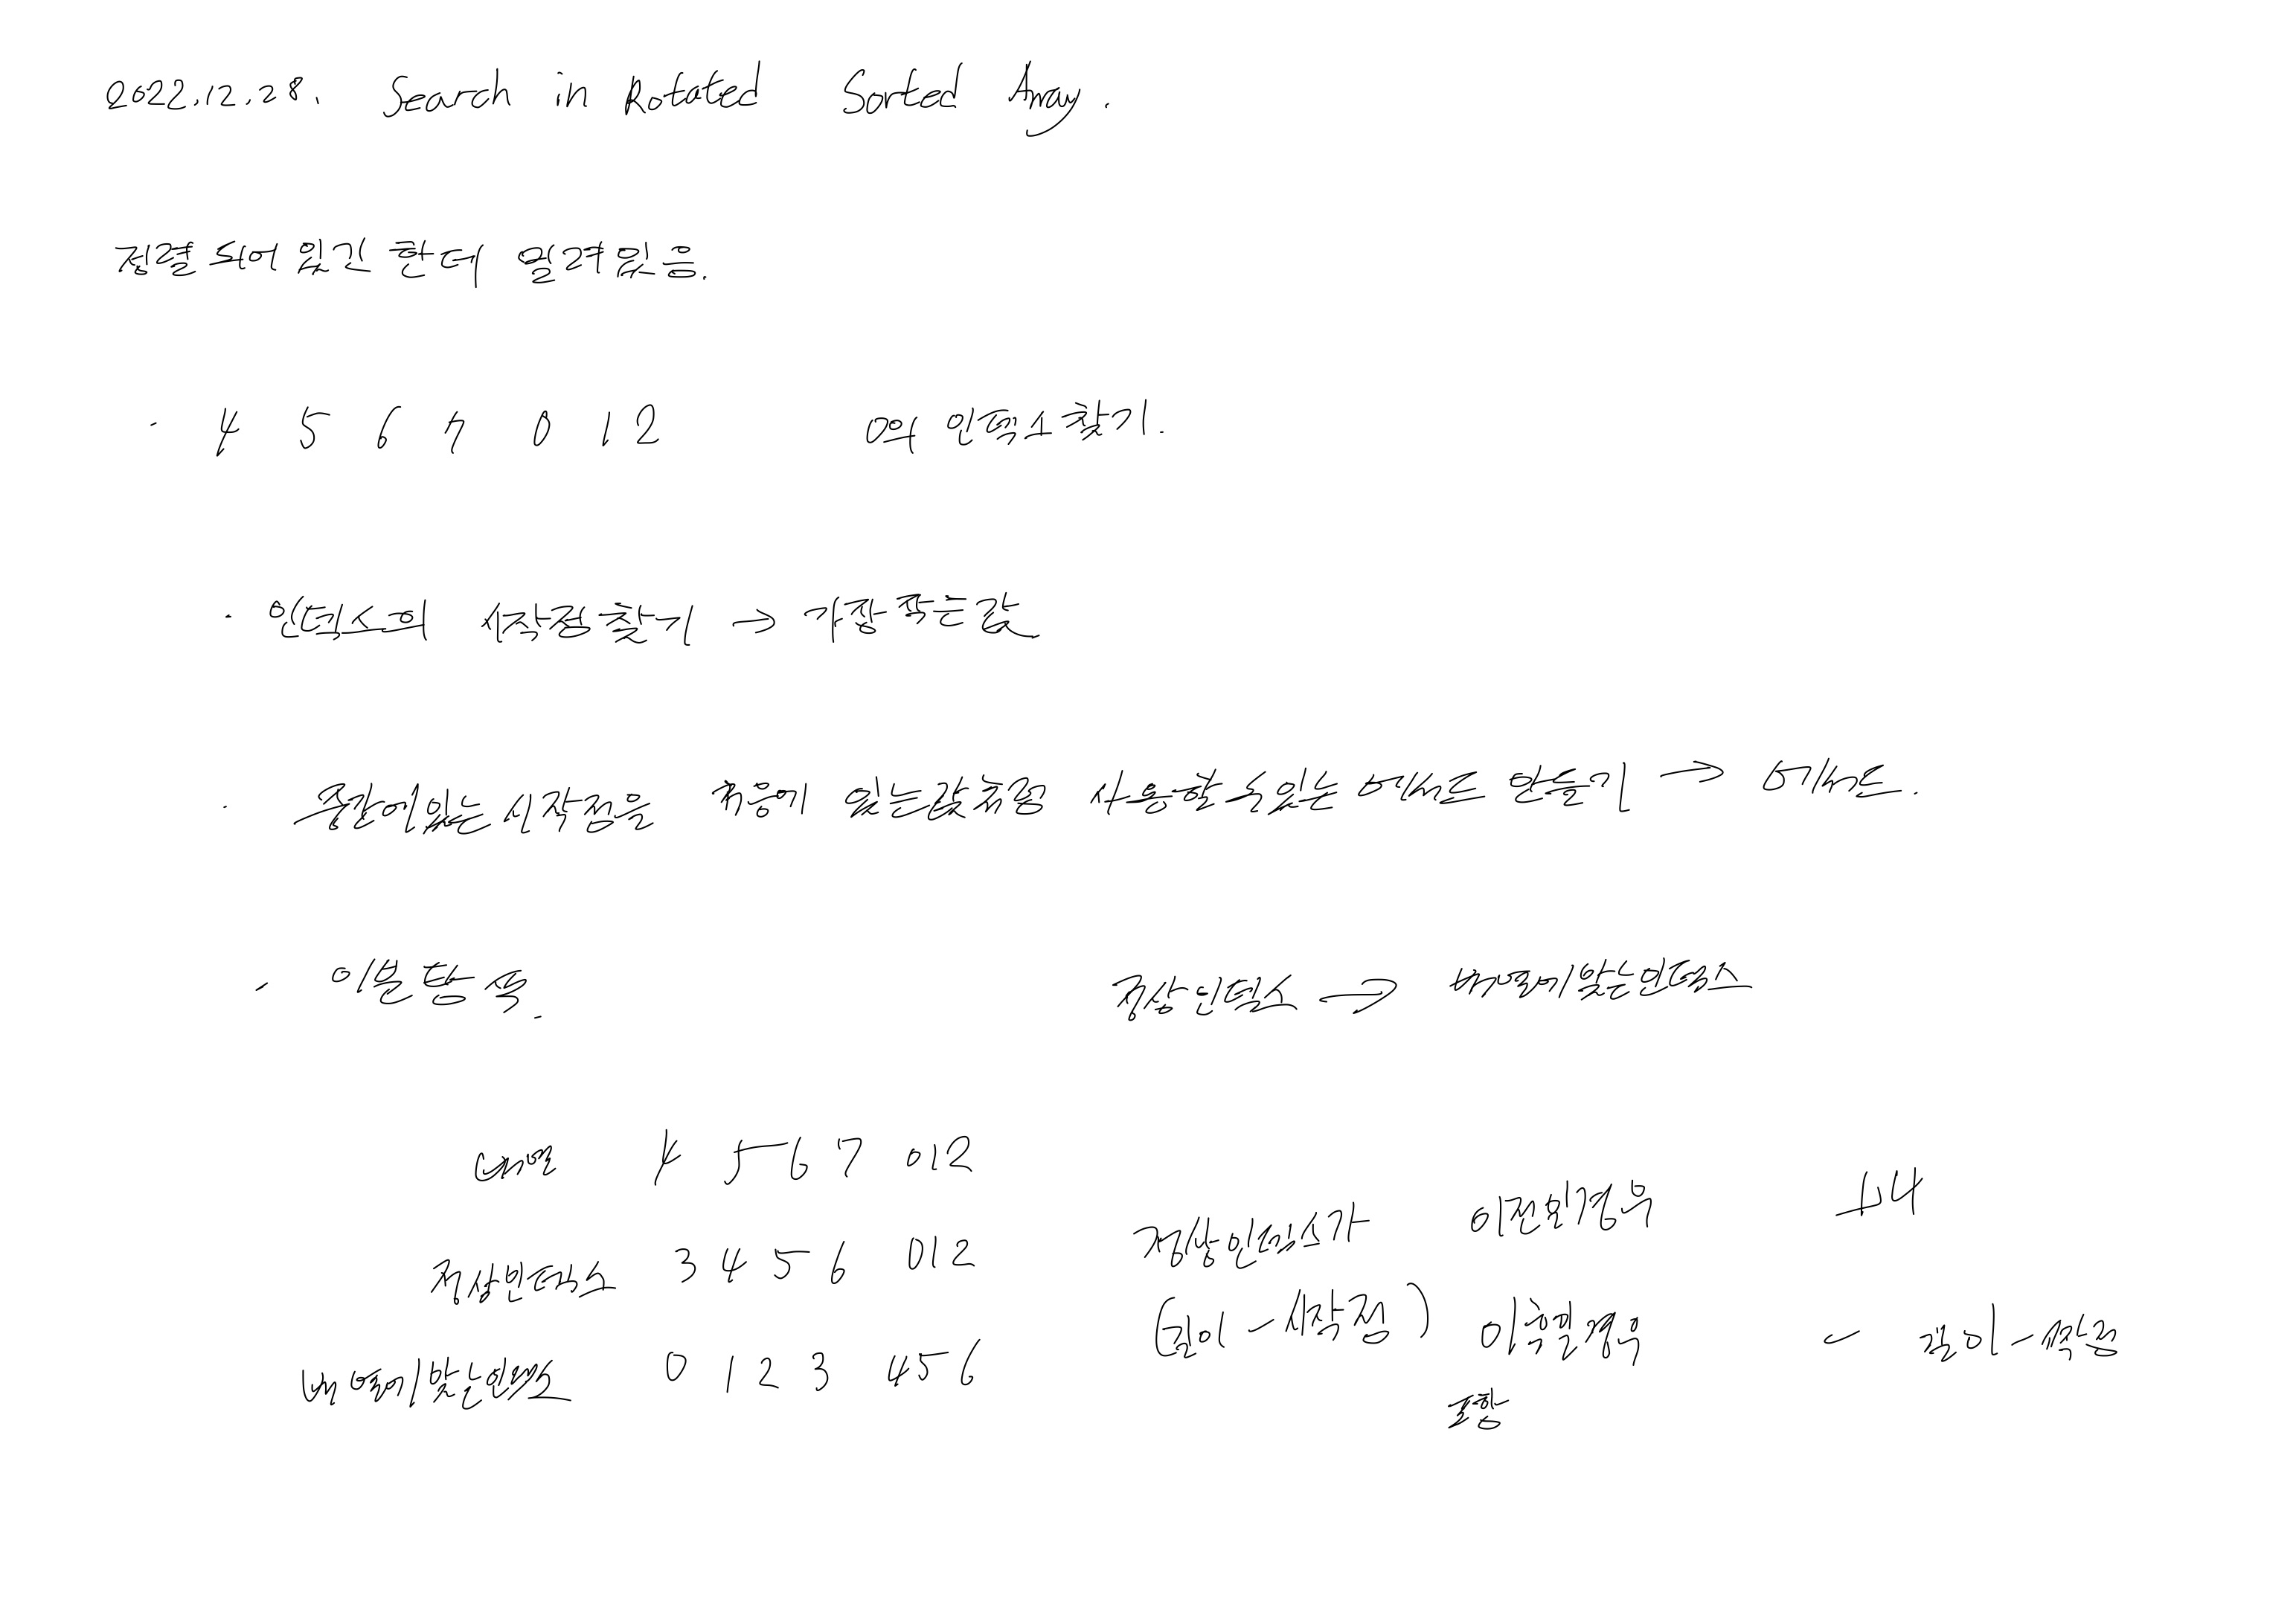 2022.12.28. Search in Rotated Sorted Array.
정렬 되어 있긴 한데 밀려있음.
· 4 5 6 7 0 1 2 0의 인덱스찾기.
· 인덱스의 시작점찾기 → 가장 작은값
· 중간에있는시작점을 처음에 있는값처럼 사용할 수있는 메서드 만들기 → 메서드.
· 이분 탐색. 정상인덱스 → 배열에맞는인덱스
배열 4 5 6 7 0 1 2
정상인덱스 3 4 5 6 0 1 2
배열에맞는인덱스 0 1 2 3 4 5 6
정상인덱스가 이전일경우 +4
(길이 - 시작점) 이후일경우 - 길이-시작점
포함